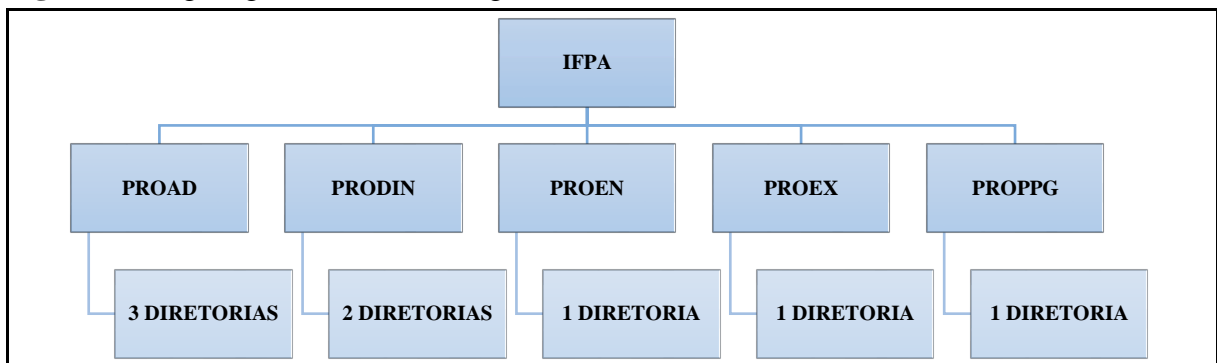 IFPA
PROAD
PRODIN
PROEN
PROEX
PROPPG
3 DIRETORIAS
2 DIRETORIAS
1 DIRETORIA
1 DIRETORIA
1 DIRETORIA